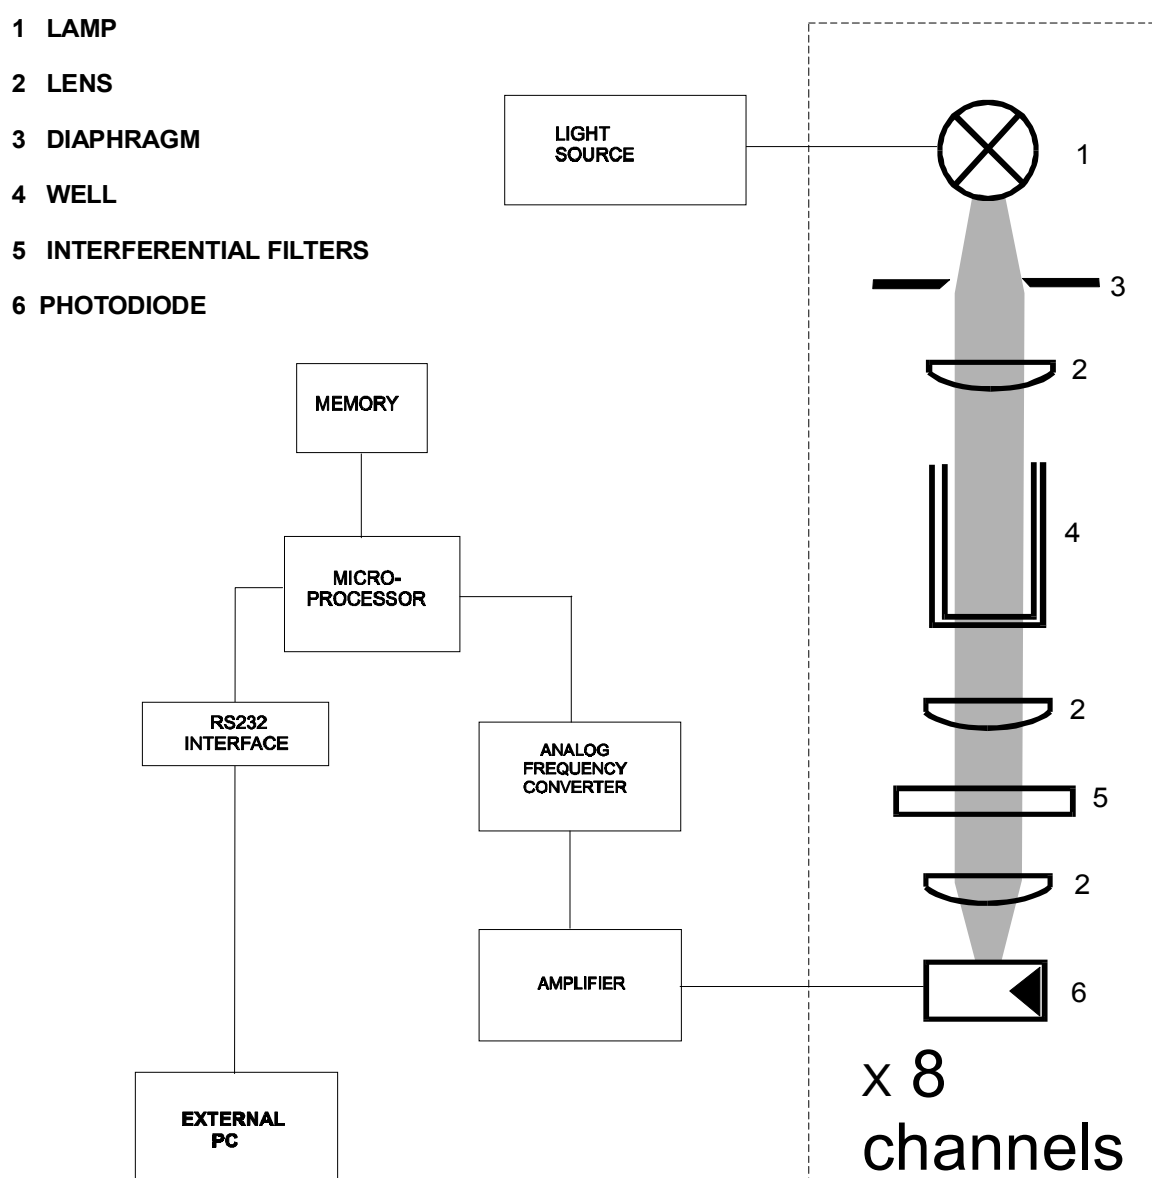 1 LAMP
2 LENS
3 DIAPHRAGM
4 WELL
5 INTERFERENTIAL FILTERS
6 PHOTODIODE
LIGHT
SOURCE
1
3
2
MEMORY
4
MICRO-
PROCESSOR
RS232
INTERFACE
ANALOG
FREQUENCY
CONVERTER
2
5
2
AMPLIFIER
6
x 8
channels
EXTERNAL
PC